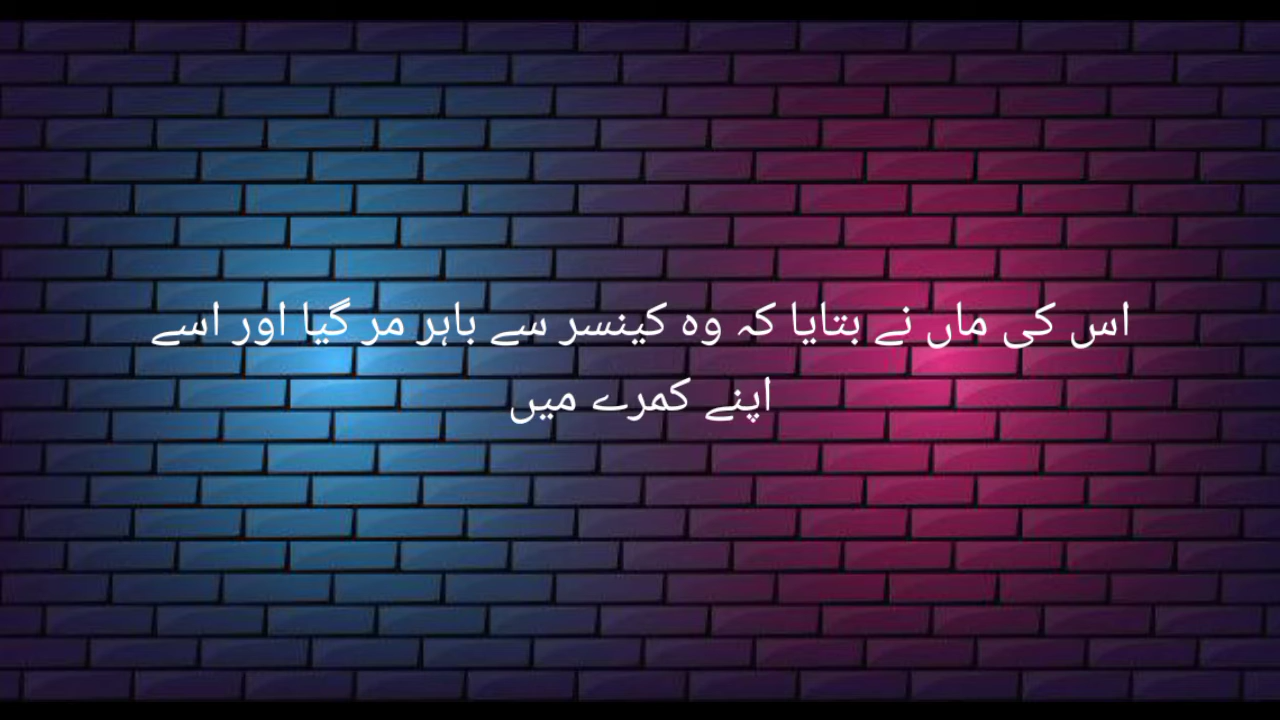 اس کی ماں نے بتایا کہ وہ کینسر سے باہر مر گیا اور اسے
اپنے کمرے میں